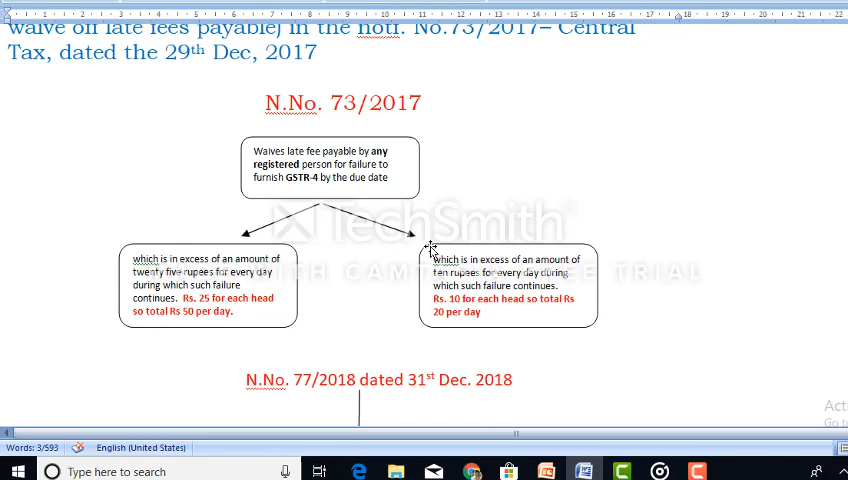 waive off late fees payable) in the notf. No.73/2017– Central
Tax, dated the 29th Dec, 2017
N.No. 73/2017
Waives late fee payable by any
registered person for failure to
furnish GSTR-4 by the due date
TechSmith
which is in excess of an amount of
twenty five rupees for every day
during which such failure
continues. Rs. 25 for each head
so total Rs 50 per day.
which is in excess of an amount of
ten rupees for every day during
which such failure continues.
Rs. 10 for each head so total Rs
20 per day
N.No. 77/2018 dated 31st Dec. 2018
Words: 3/593
English (United States)
Type here to search